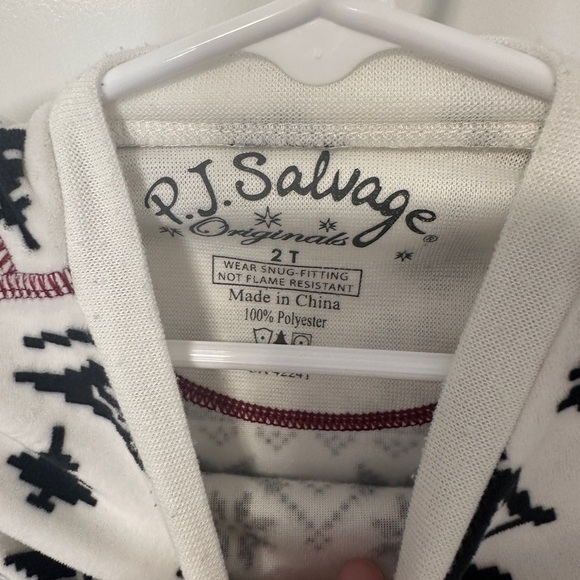 P.J. Salvage®
Originals
2T
WEAR SNUG-FITTING
NOT FLAME RESISTANT
Made in China
100% Polyester